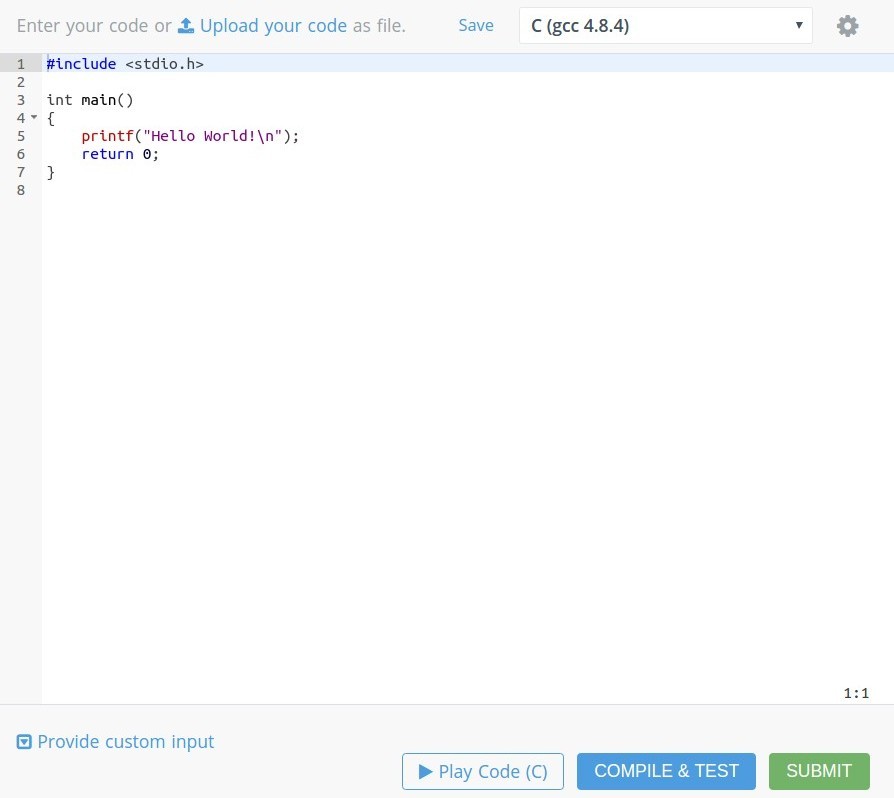 Enter your code or Upload your code as file. Save C (gcc 4.8.4)
1 #include <stdio.h>
2
3 int main()
4 {
5     printf("Hello World!\n");
6     return 0;
7 }
8
1:1
Provide custom input
Play Code (C) COMPILE & TEST SUBMIT